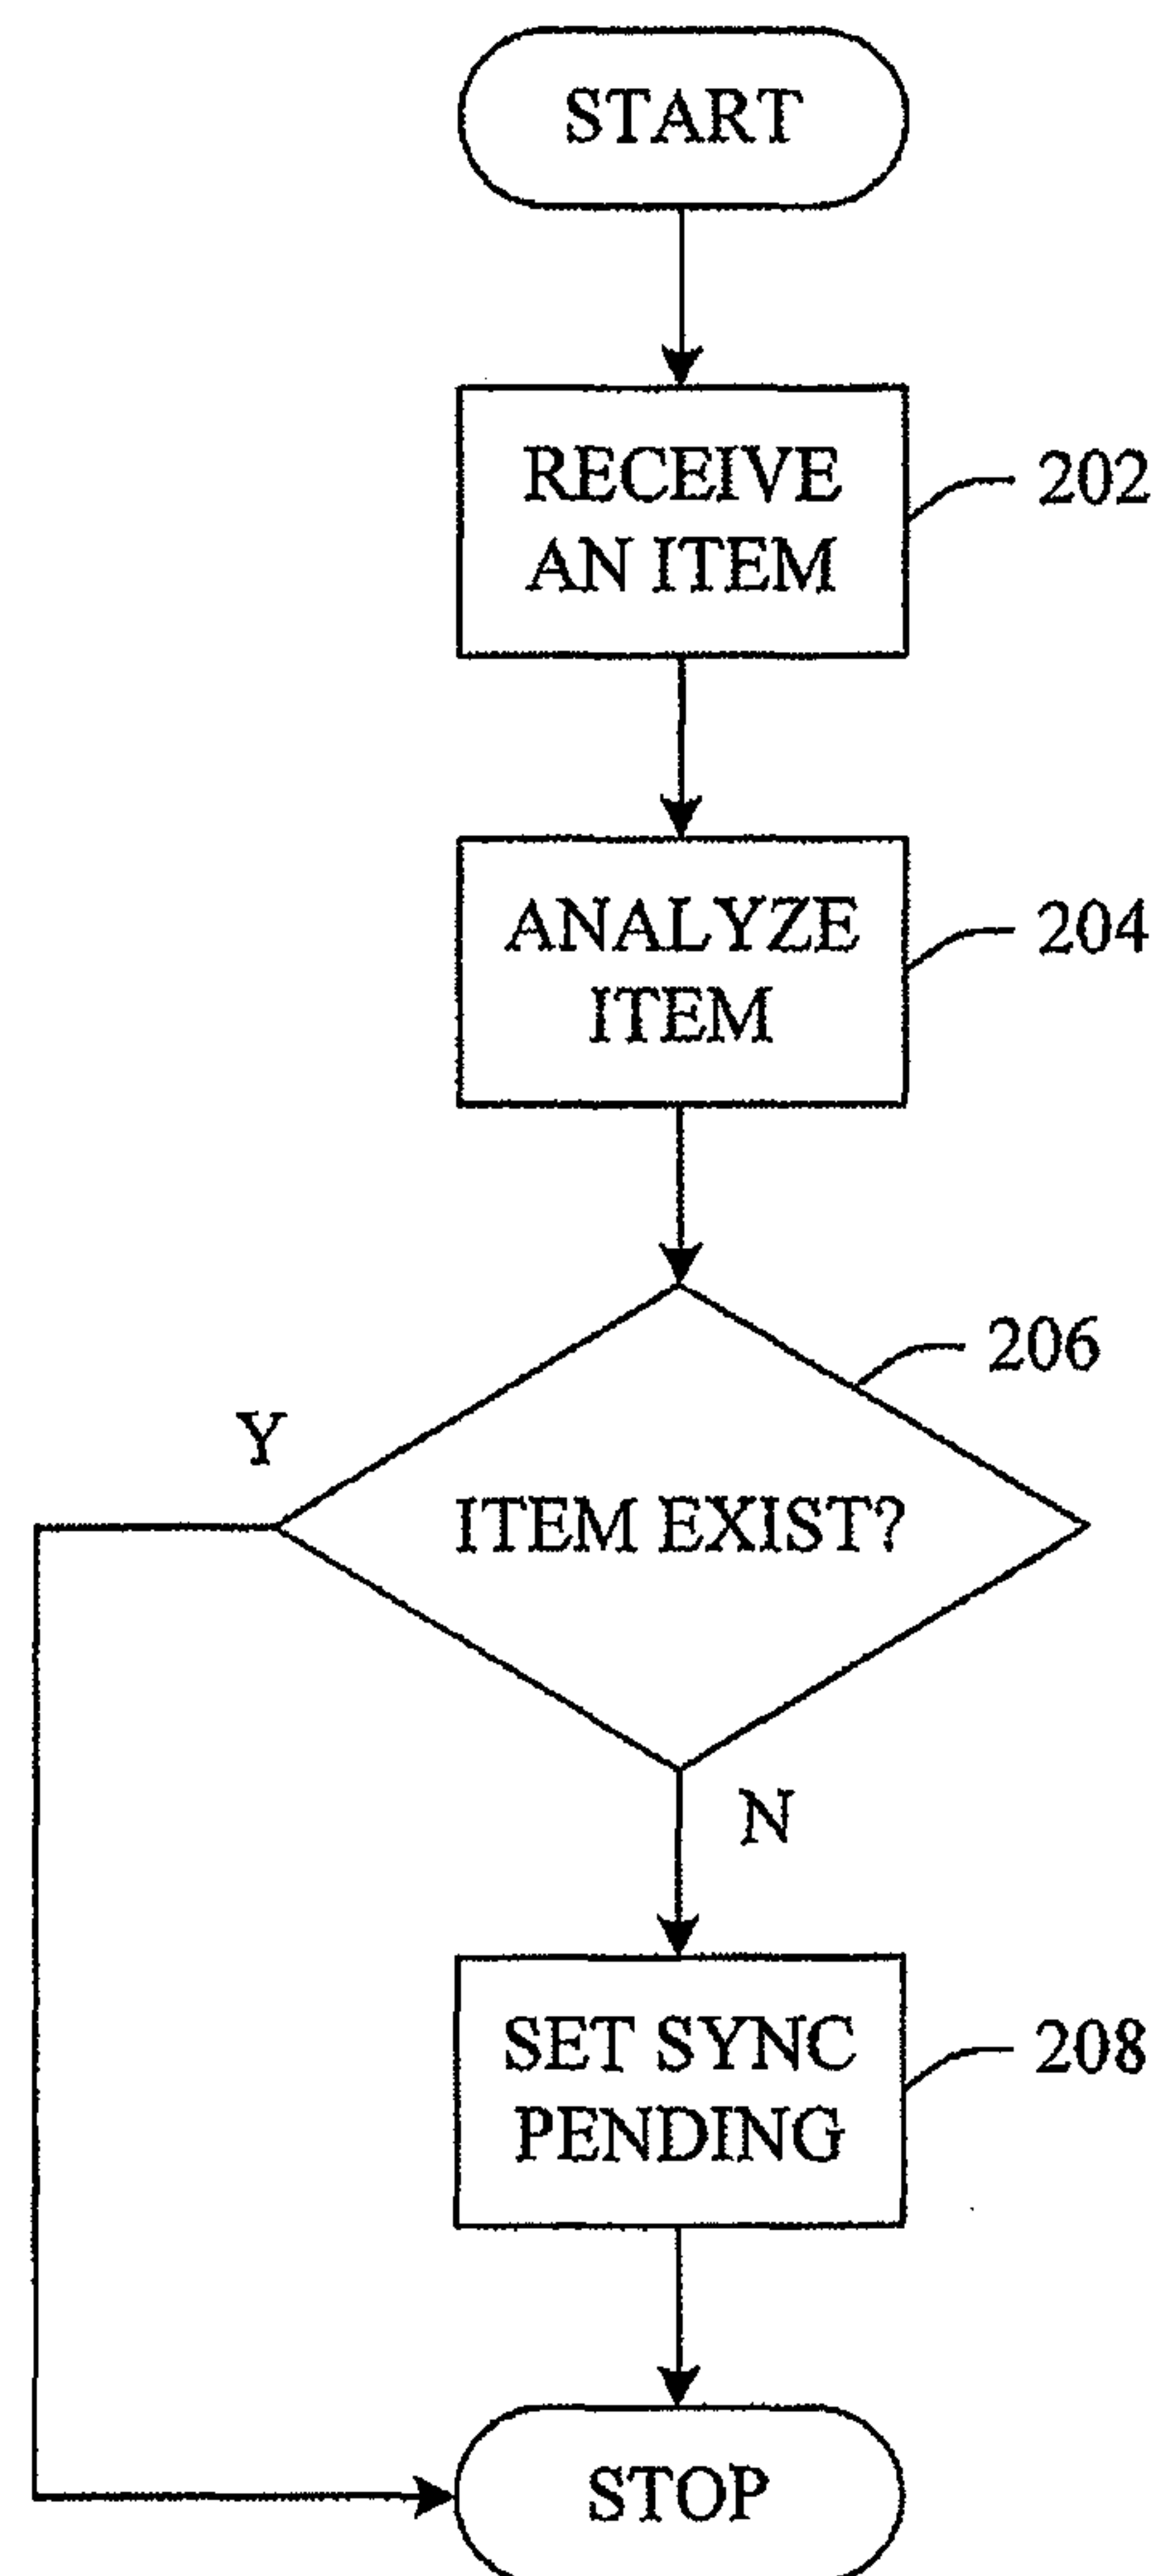 START
RECEIVE
AN ITEM
202
ANALYZE
ITEM
204
206
Y
ITEM EXIST?
N
SET SYNC
PENDING
208
STOP